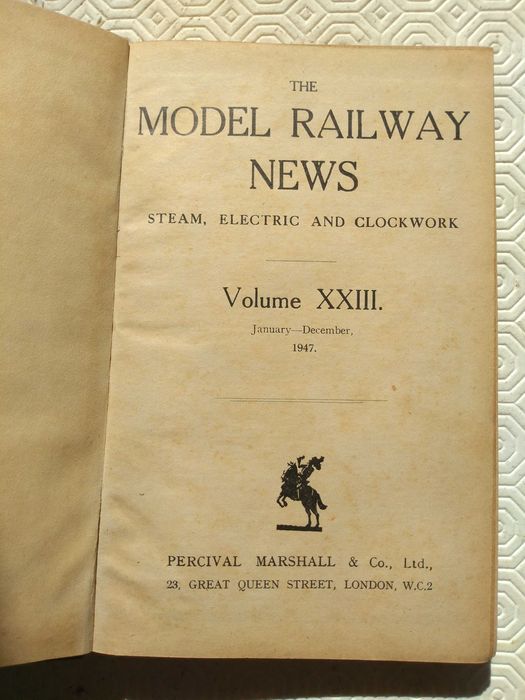 THE
MODEL RAILWAY
NEWS
STEAM, ELECTRIC AND CLOCKWORK
Volume XXIII.
January—December,
1947.
PERCIVAL MARSHALL & Co., Ltd.,
23, GREAT QUEEN STREET, LONDON, W.C.2